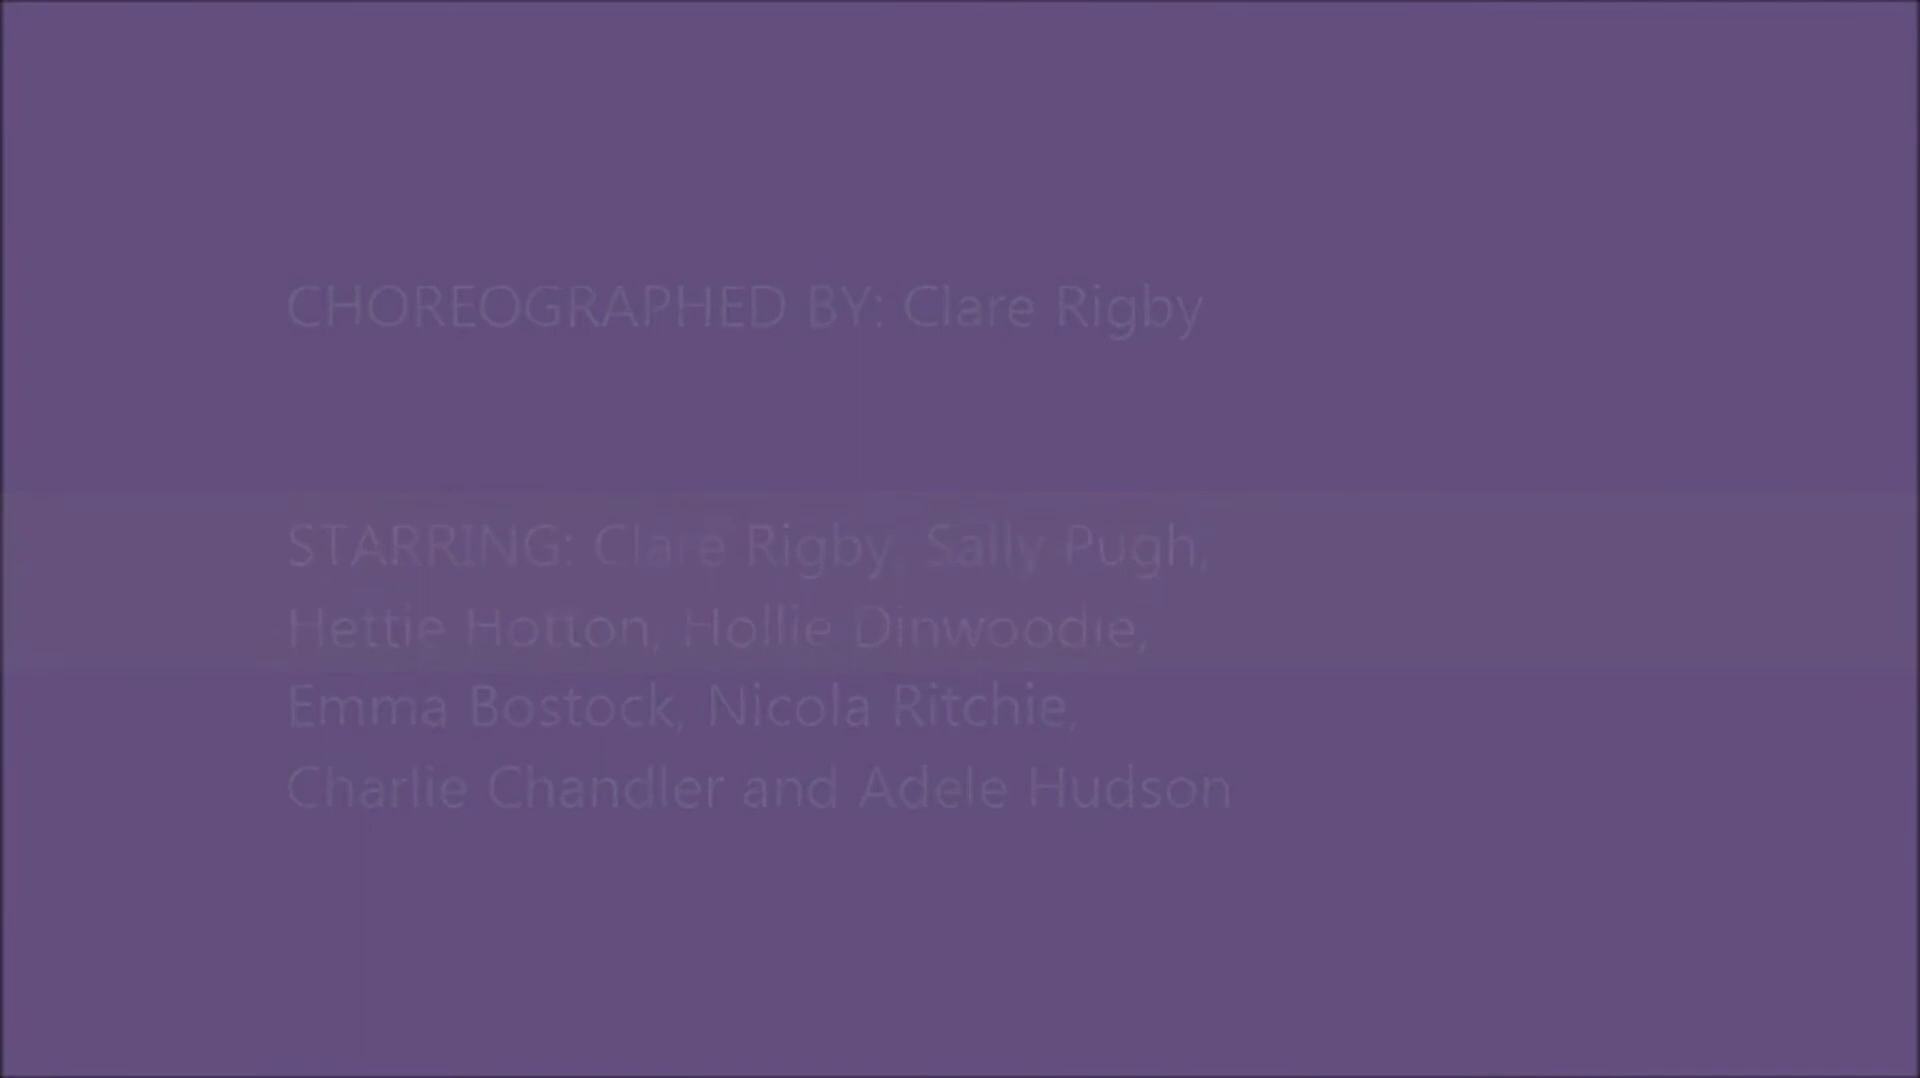 CHOREOGRAPHED BY: Clare Rigby
STARRING: Clare Rigby, Sally Pugh,
Hettie Hotton, Hollie Dinwoodie,
Emma Bostock, Nicola Ritchie,
Charlie Chandler and Adele Hudson